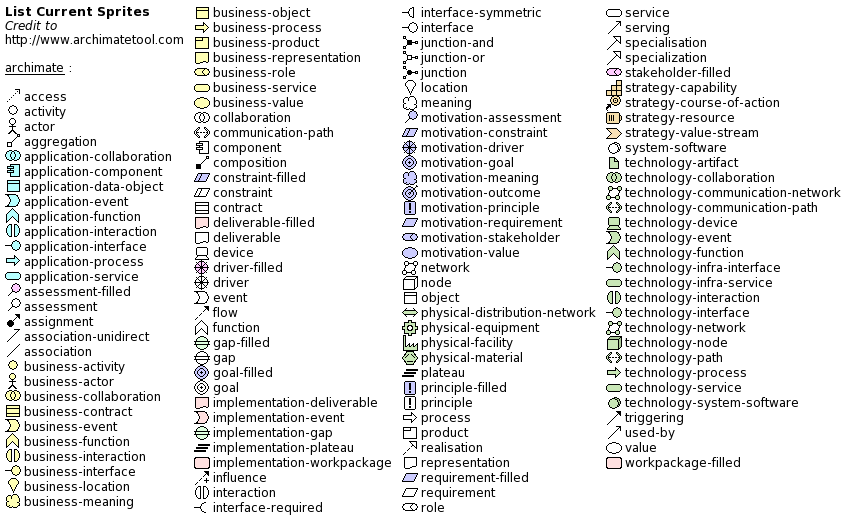 List Current Sprites
Credit to
http://www.archimatetool.com
archimate :
access
activity
actor
aggregation
application-collaboration
application-component
application-data-object
application-event
application-function
application-interaction
application-interface
application-process
application-service
assessment-filled
assessment
assignment
association-unidirect
association
business-activity
business-actor
business-collaboration
business-contract
business-event
business-function
business-interaction
business-interface
business-location
business-meaning
business-object
business-process
business-product
business-representation
business-role
business-service
business-value
collaboration
communication-path
component
composition
constraint-filled
constraint
contract
deliverable-filled
deliverable
device
driver-filled
driver
event
flow
function
gap-filled
gap
goal-filled
goal
implementation-deliverable
implementation-event
implementation-gap
implementation-plateau
implementation-workpackage
influence
interaction
interface-required
interface-symmetric
interface
junction-and
junction-or
junction
location
meaning
motivation-assessment
motivation-constraint
motivation-driver
motivation-goal
motivation-meaning
motivation-outcome
motivation-principle
motivation-requirement
motivation-stakeholder
motivation-value
network
node
object
physical-distribution-network
physical-equipment
physical-facility
physical-material
plateau
principle-filled
principle
process
product
realisation
representation
requirement-filled
requirement
role
service
serving
specialisation
specialization
stakeholder-filled
strategy-capability
strategy-course-of-action
strategy-resource
strategy-value-stream
system-software
technology-artifact
technology-collaboration
technology-communication-network
technology-communication-path
technology-device
technology-event
technology-function
technology-infra-interface
technology-infra-service
technology-interaction
technology-interface
technology-network
technology-node
technology-path
technology-process
technology-service
technology-system-software
triggering
used-by
value
workpackage-filled